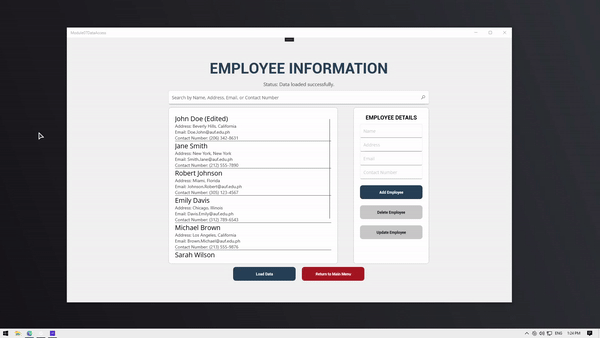 Module07DataAccess
EMPLOYEE INFORMATION
Status: Data loaded successfully.
Search by Name, Address, Email, or Contact Number
John Doe (Edited)
Address: Beverly Hills, California
Email: Doe.John@auf.edu.ph
Contact Number: (206) 342-8631
Jane Smith
Address: New York, New York
Email: Smith.Jane@auf.edu.ph
Contact Number: (212) 555-7890
Robert Johnson
Address: Miami, Florida
Email: Johnson.Robert@auf.edu.ph
Contact Number: (305) 123-4567
Emily Davis
Address: Chicago, Illinois
Email: Davis.Emily@auf.edu.ph
Contact Number: (312) 789-6543
Michael Brown
Address: Los Angeles, California
Email: Brown.Michael@auf.edu.ph
Contact Number: (213) 555-9876
Sarah Wilson
EMPLOYEE DETAILS
Name
Address
Email
Contact Number
Add Employee
Delete Employee
Update Employee
Load Data
Return to Main Menu
ENG
1:24 PM